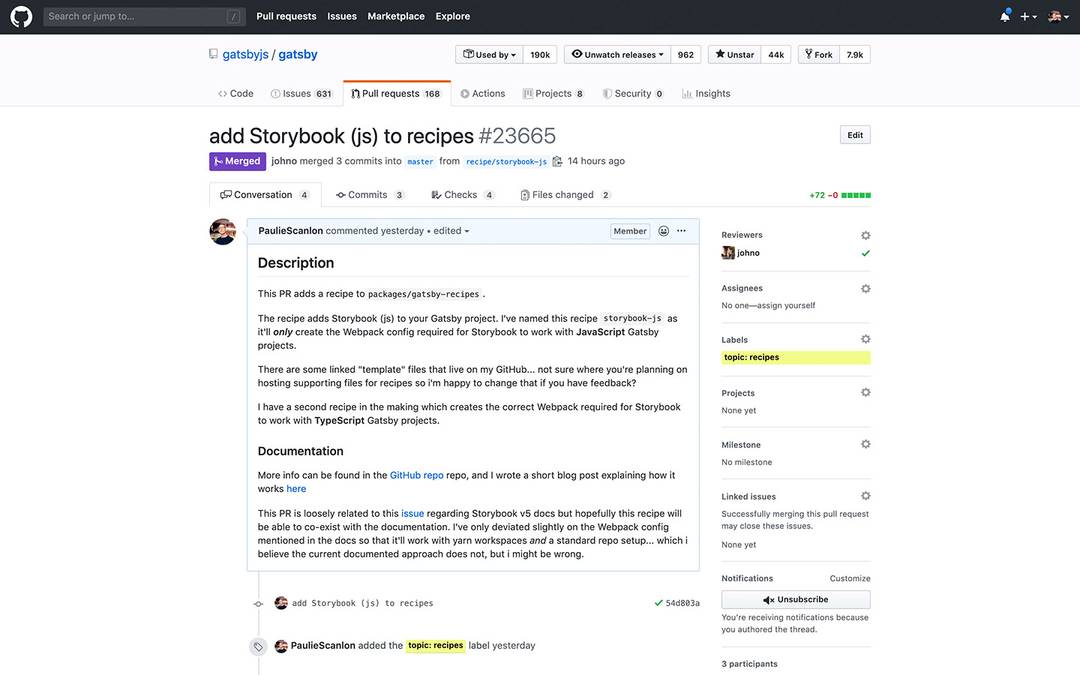 Search or jump to... /
Pull requests Issues Marketplace Explore
gatsbyjs / gatsby
Used by 190k Unwatch releases 962 Unstar 44k Fork 7.9k
Code Issues 631 Pull requests 168 Actions Projects 8 Security 0 Insights
add Storybook (js) to recipes #23665
Edit
Merged johno merged 3 commits into master from recipe/storybook-js 14 hours ago
Conversation 4 Commits 3 Checks 4 Files changed 2 +72 −0
PaulieScanlon commented yesterday • edited Member
Description
This PR adds a recipe to packages/gatsby-recipes .
The recipe adds Storybook (js) to your Gatsby project. I've named this recipe storybook-js as
it'll only create the Webpack config required for Storybook to work with JavaScript Gatsby
projects.
There are some linked "template" files that live on my GitHub... not sure where you're planning on
hosting supporting files for recipes so i'm happy to change that if you have feedback?
I have a second recipe in the making which creates the correct Webpack required for Storybook
to work with TypeScript Gatsby projects.
Documentation
More info can be found in the GitHub repo repo, and I wrote a short blog post explaining how it
works here
This PR is loosely related to this issue regarding Storybook v5 docs but hopefully this recipe will
be able to co-exist with the documentation. I've only deviated slightly on the Webpack config
mentioned in the docs so that it'll work with yarn workspaces and a standard repo setup... which i
believe the current documented approach does not, but i might be wrong.
add Storybook (js) to recipes 54d803a
PaulieScanlon added the topic: recipes label yesterday
Reviewers
johno
Assignees
No one—assign yourself
Labels
topic: recipes
Projects
None yet
Milestone
No milestone
Linked issues
Successfully merging this pull request
may close these issues.
None yet
Notifications Customize
Unsubscribe
You're receiving notifications because
you authored the thread.
3 participants